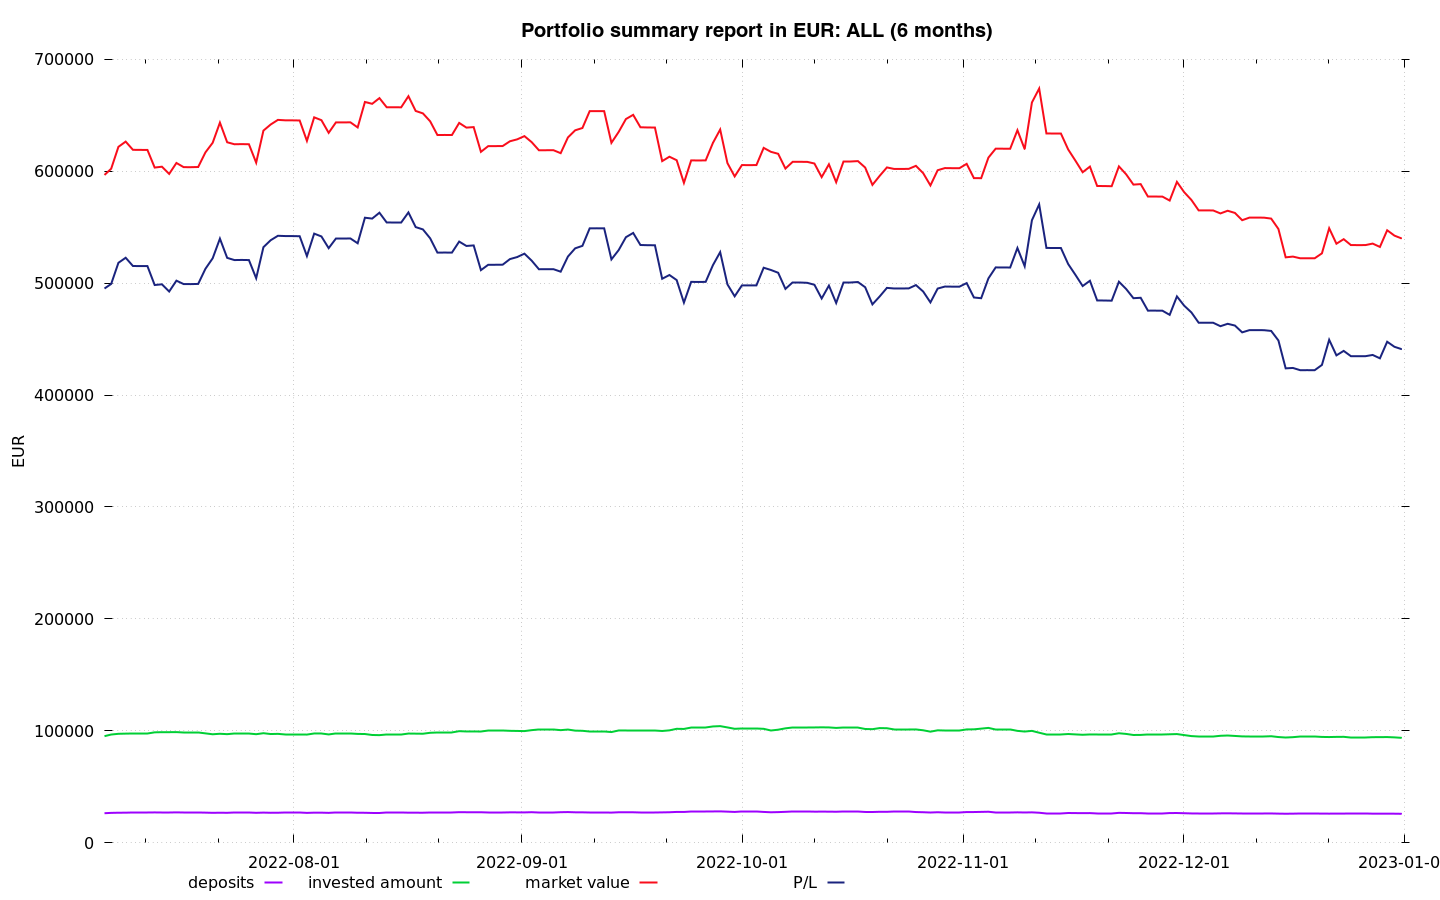 Portfolio summary report in EUR: ALL (6 months)
700000
600000
500000
400000
300000
200000
100000
0
EUR
2022-08-01 2022-09-01 2022-10-01 2022-11-01 2022-12-01 2023-01-0
deposits invested amount market value P/L